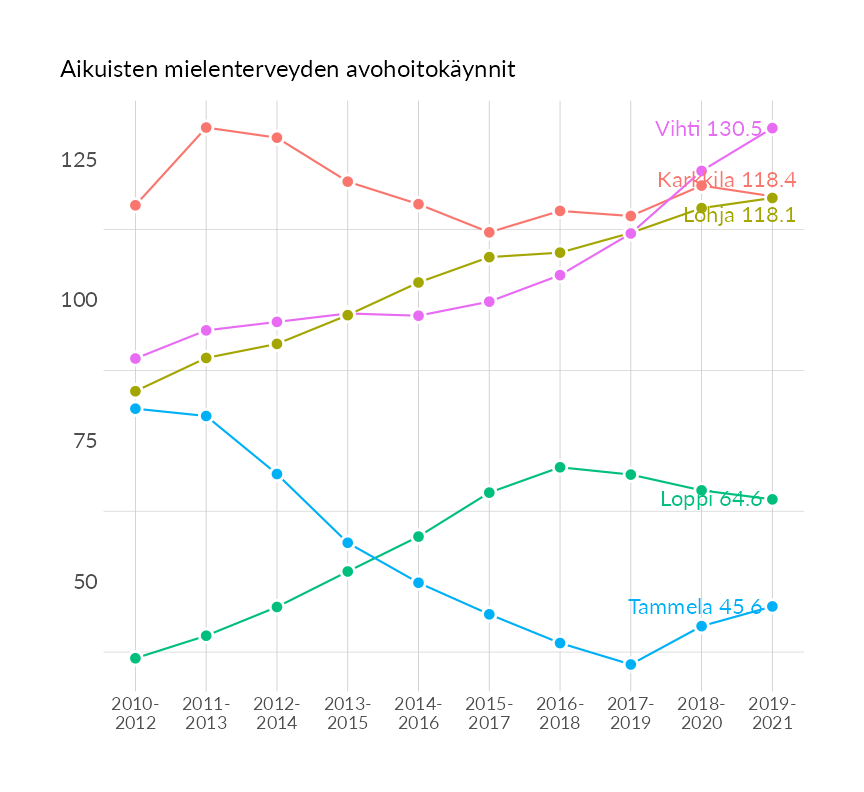 Aikuisten mielenterveyden avohoitokäynnit
125
100
75
50
Vihti 130.5
Karkkila 118.4
Lohja 118.1
Loppi 64.6
Tammela 45.6
2010- 2011- 2012- 2013- 2014- 2015- 2016- 2017- 2018- 2019-
2012 2013 2014 2015 2016 2017 2018 2019 2020 2021